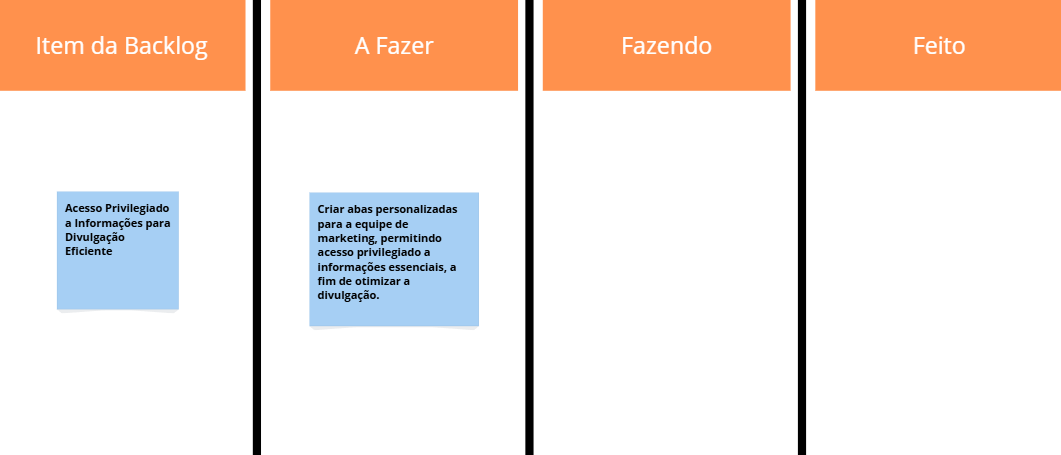 Item da Backlog
A Fazer
Fazendo
Feito
Acesso Privilegiado
a Informações para
Divulgação
Eficiente
Criar abas personalizadas
para a equipe de
marketing, permitindo
acesso privilegiado a
informações essenciais, a
fim de otimizar a
divulgação.